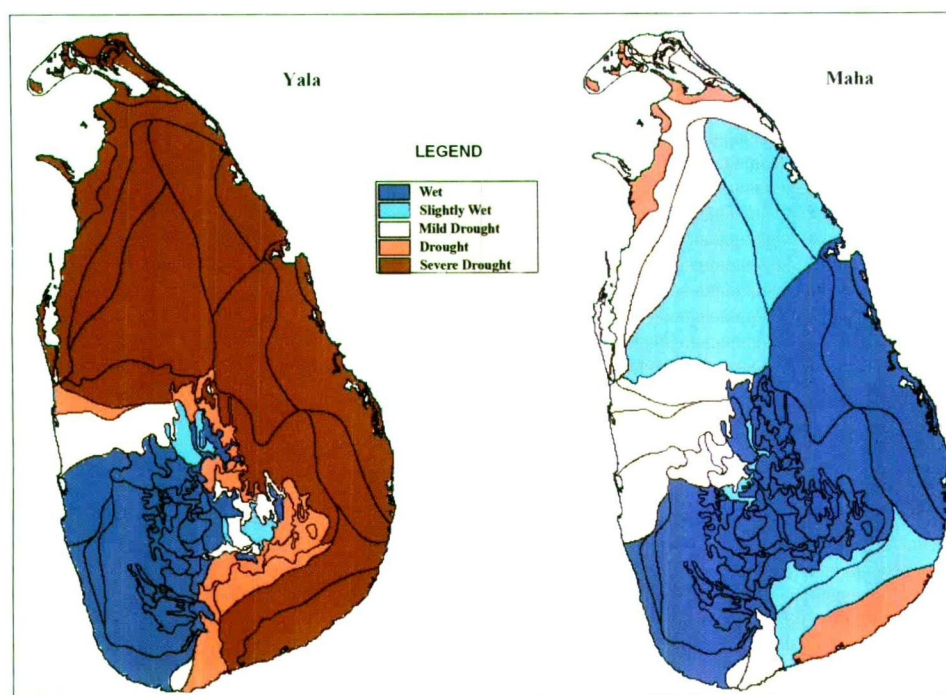 Yala
Maha
LEGEND
Wet
Slightly Wet
Mild Drought
Drought
Severe Drought